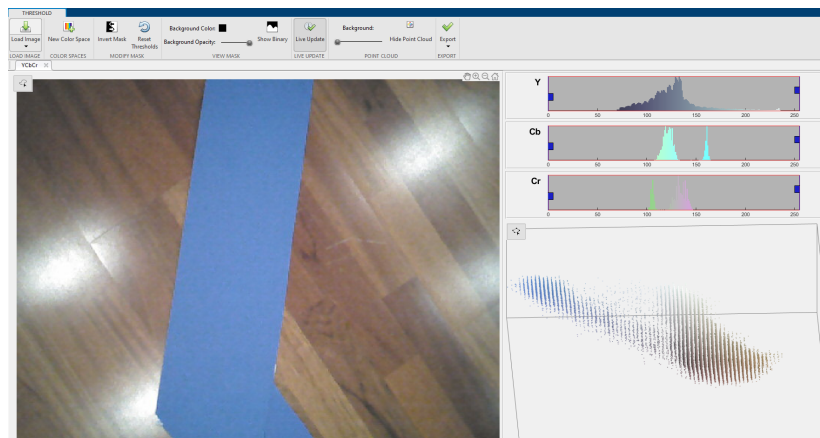 THRESHOLD
Load Image
New Color Space
Invert Mask
Reset Thresholds
Background Color
Background Opacity:
Show Binary
Live Update
Background:
Hide Point Cloud
Export
LOAD IMAGE
COLOR SPACES
MODIFY MASK
VIEW MASK
LIVE UPDATE
POINT CLOUD
EXPORT
YCbCr
Y
0 50 100 150 200 250
Cb
0 50 100 150 200 250
Cr
0 50 100 150 200 250